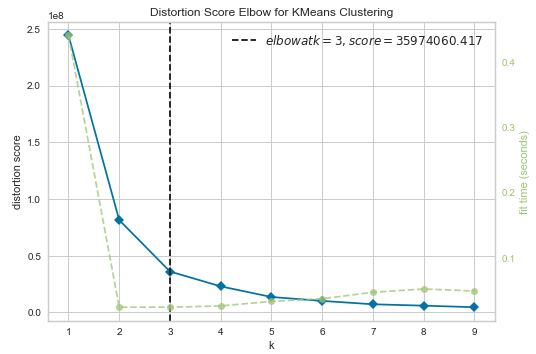 Distortion Score Elbow for KMeans Clustering
1e8
elbowatk = 3, score = 35974060.417
2.5
2.0
1.5
1.0
0.5
0.0
distortion score
0.4
0.3
0.2
0.1
fit time (seconds)
1 2 3 4 5 6 7 8 9
k